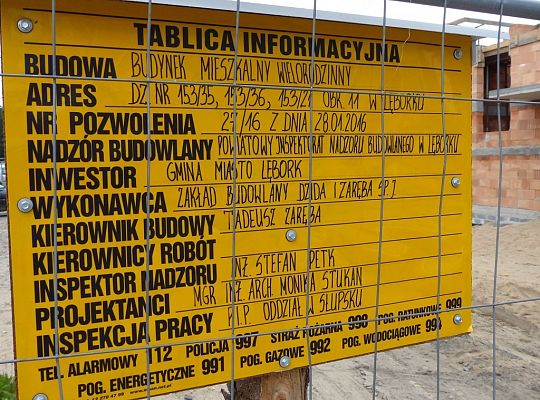 TABLICA INFORMACYJNA
BUDOWA BUDYNEK MIESZKALNY WIELORODZINNY
ADRES DZ NR 153/35, 153/36, 153/27 OBR 11 W LĘBORKU
NR POZWOLENIA 25/16 Z DNIA 28.01.2016
NADZÓR BUDOWLANY POWIATOWY INSPEKTORAT NADZORU BUDOWLANEGO W LĘBORKU
INWESTOR GMINA MIASTO LĘBORK
WYKONAWCA ZAKŁAD BUDOWLANY DZIDA I ZARĘBA SP. J
KIEROWNIK BUDOWY TADEUSZ ZARĘBA
KIEROWNICY ROBÓT
INSPEKTOR NADZORU INŻ STEFAN PETK
PROJEKTANCI MGR INŻ. ARCH MONIKA STUKAN
INSPEKCJA PRACY P.I.P. ODDZIAŁ W SŁUPSKU
TEL. ALARMOWY 112 POLICJA 997 STRAŻ POŻARNA 998 POG. RATUNKOWE 999
POG. ENERGETYCZNE 991 POG. GAZOWE 992 POG. WODOCIĄGOWE 994